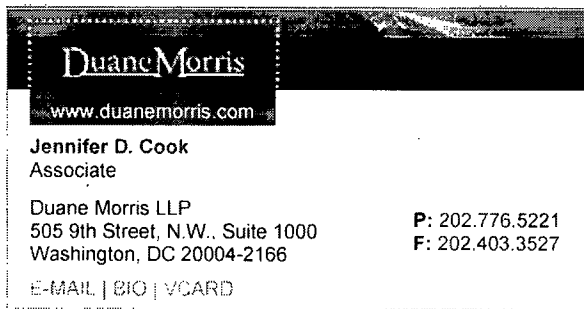 DuaneMorris
www.duanemorris.com
Jennifer D. Cook
Associate
Duane Morris LLP
505 9th Street, N.W., Suite 1000
Washington, DC 20004-2166
P: 202.776.5221
F: 202.403.3527
E-MAIL | BIO | VCARD